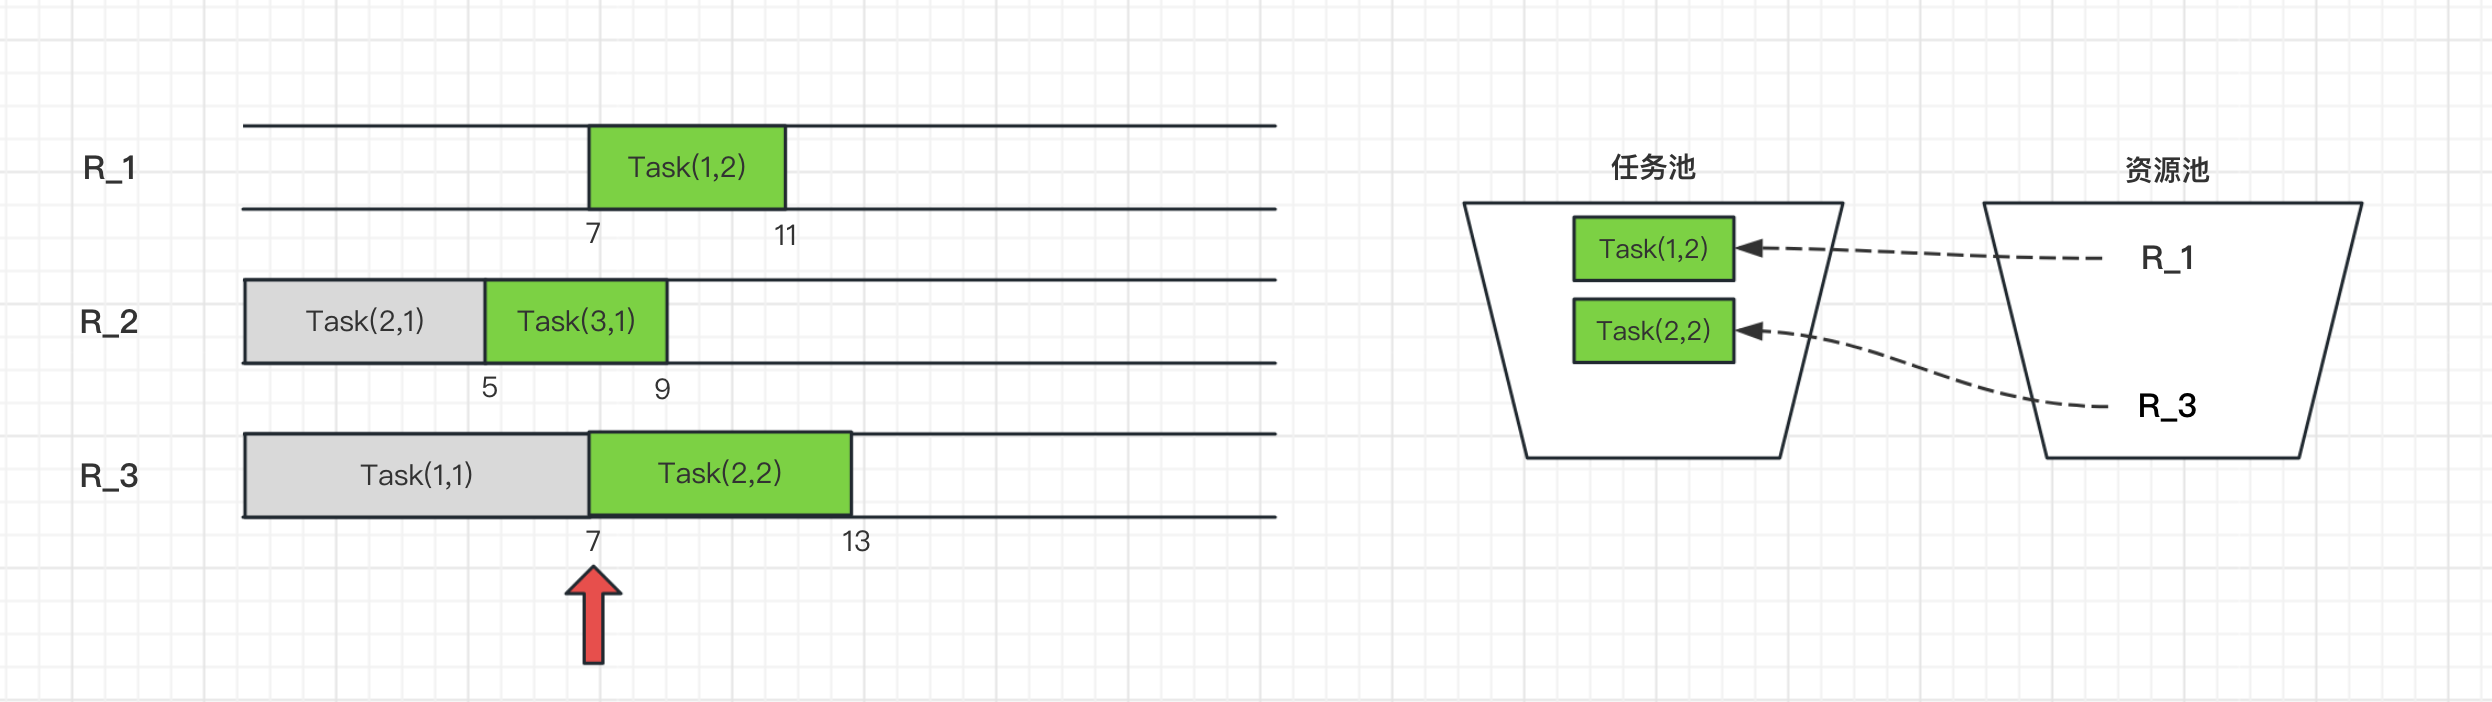 R_1
Task(1,2)
7
11
R_2
Task(2,1)
Task(3,1)
5
9
R_3
Task(1,1)
Task(2,2)
7
13
任务池
Task(1,2)
Task(2,2)
资源池
R_1
R_3